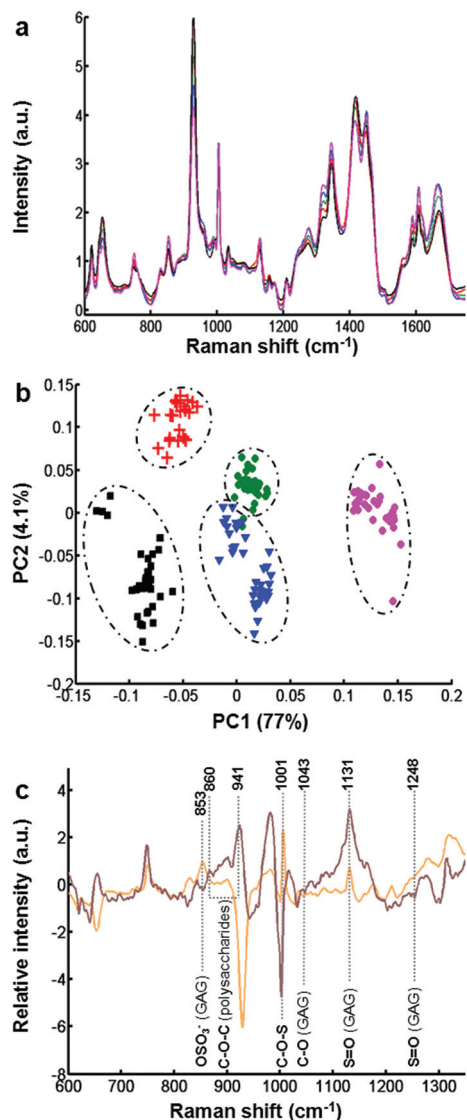 a
6
5
4
3
2
1
0
Intensity (a.u.)
600 800 1000 1200 1400 1600
Raman shift (cm⁻¹)
b
0.15
0.1
0.05
0
-0.05
-0.1
-0.15
-0.2
PC2 (4.1%)
-0.15 -0.1 -0.05 0 0.05 0.1 0.15 0.2
PC1 (77%)
c
853
860
941
1001
1043
1131
1248
4
2
0
-2
-4
-6
-8
Relative intensity (a.u.)
OSO₃⁻ (GAG)
C-O-C (polysaccharides)
C-O-S
C-O (GAG)
S=O (GAG)
S=O (GAG)
600 700 800 900 1000 1100 1200 1300
Raman shift (cm⁻¹)